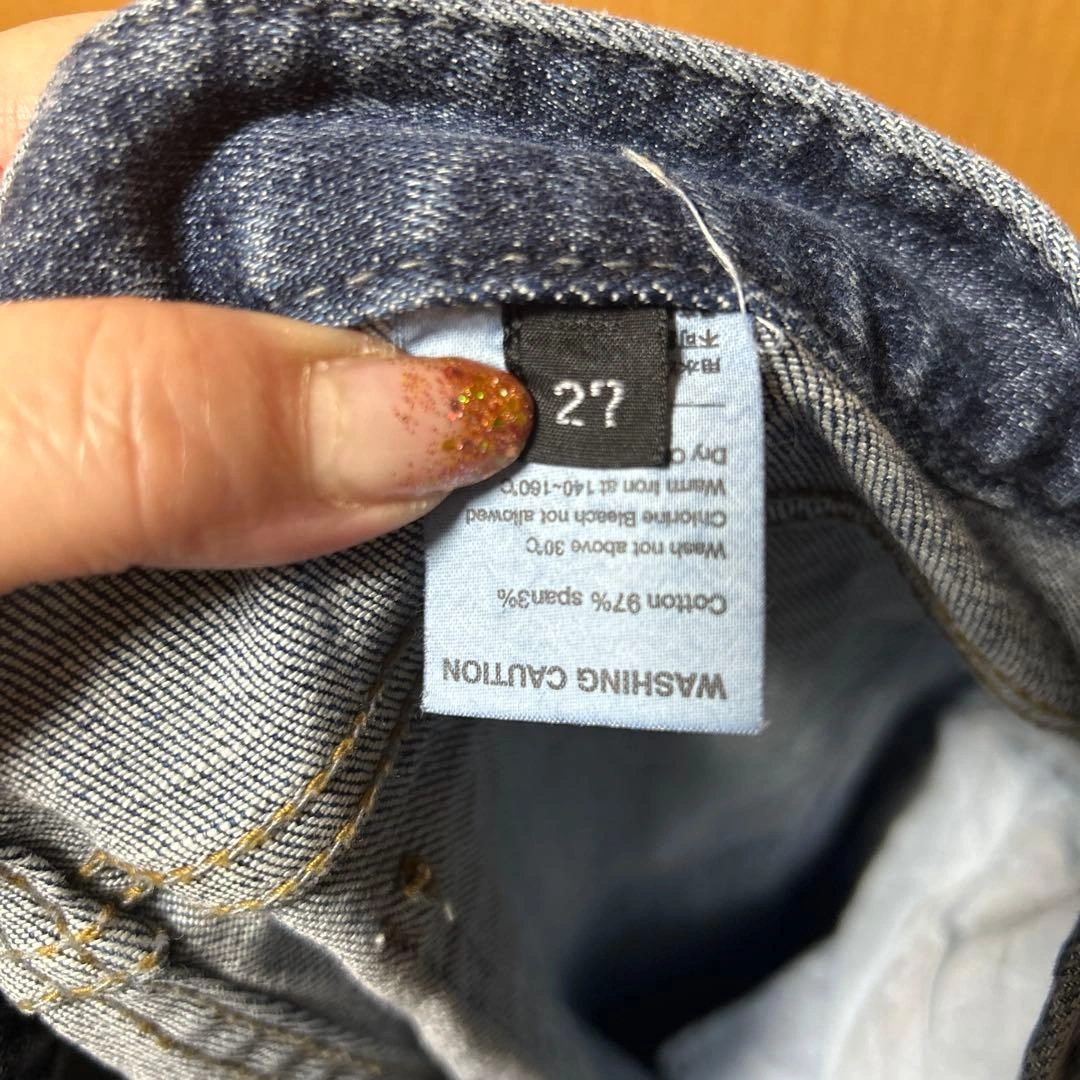 27
WASHING CAUTION
Cotton 97% span3%
Wash not above 30℃
Chlorine Bleach not allowed
Warm Iron at 140~160℃
Dry